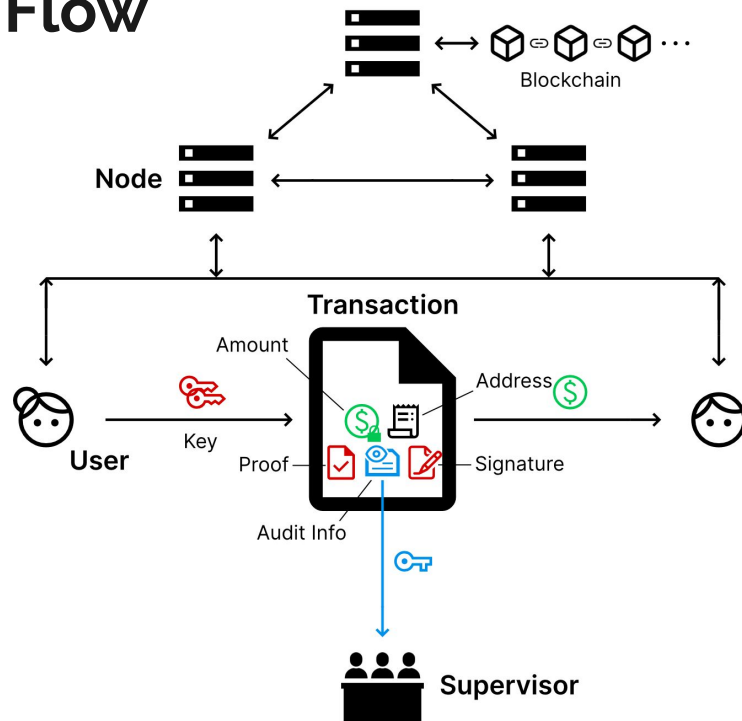 Flow
Blockchain
Node
Transaction
Amount
Address
Key
User
Proof
Signature
Audit Info
Supervisor